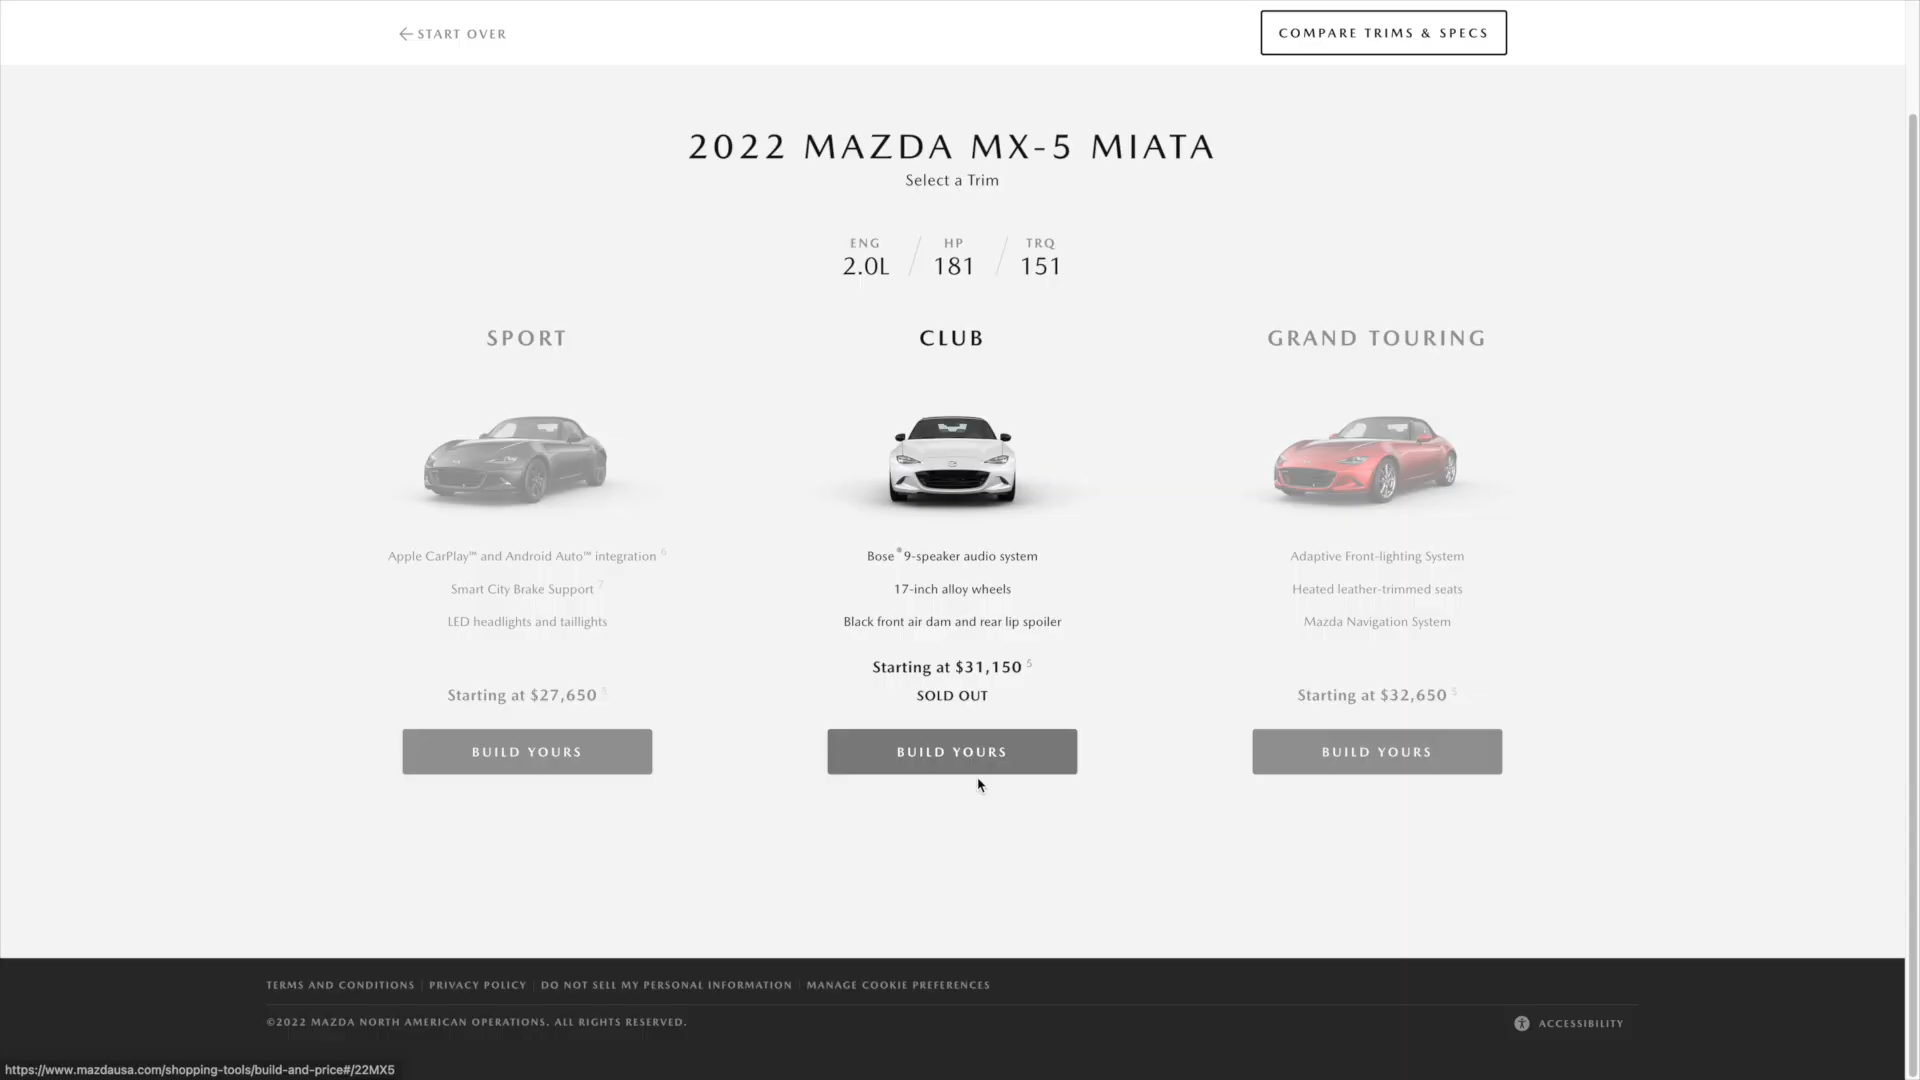 START OVER
COMPARE TRIMS & SPECS
2022 MAZDA MX-5 MIATA
Select a Trim
ENG
2.0L
HP
181
TRQ
151
SPORT
Apple CarPlay™ and Android Auto™ integration 6
Smart City Brake Support 7
LED headlights and taillights
Starting at $27,650
BUILD YOURS
CLUB
Bose® 9-speaker audio system
17-inch alloy wheels
Black front air dam and rear lip spoiler
Starting at $31,150 5
SOLD OUT
BUILD YOURS
GRAND TOURING
Adaptive Front-lighting System
Heated leather-trimmed seats
Mazda Navigation System
Starting at $32,650 5
BUILD YOURS
TERMS AND CONDITIONS | PRIVACY POLICY | DO NOT SELL MY PERSONAL INFORMATION | MANAGE COOKIE PREFERENCES
©2022 MAZDA NORTH AMERICAN OPERATIONS. ALL RIGHTS RESERVED.
ACCESSIBILITY
https://www.mazdausa.com/shopping-tools/build-and-price#/22MX5